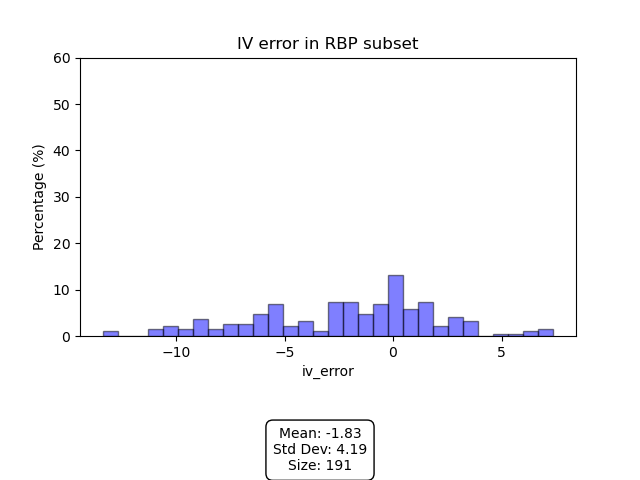 IV error in RBP subset
60
50
40
30
20
10
0
Percentage (%)
−10
−5
0
5
iv_error
Mean: -1.83
Std Dev: 4.19
Size: 191